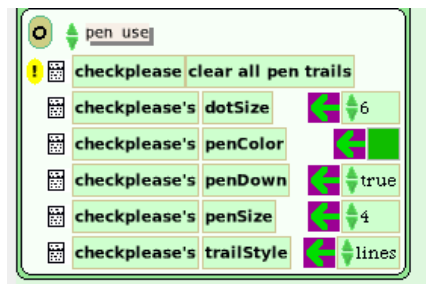 O pen use
! checkplease clear all pen trails
checkplease's dotSize 6
checkplease's penColor
checkplease's penDown true
checkplease's penSize 4
checkplease's trailStyle lines